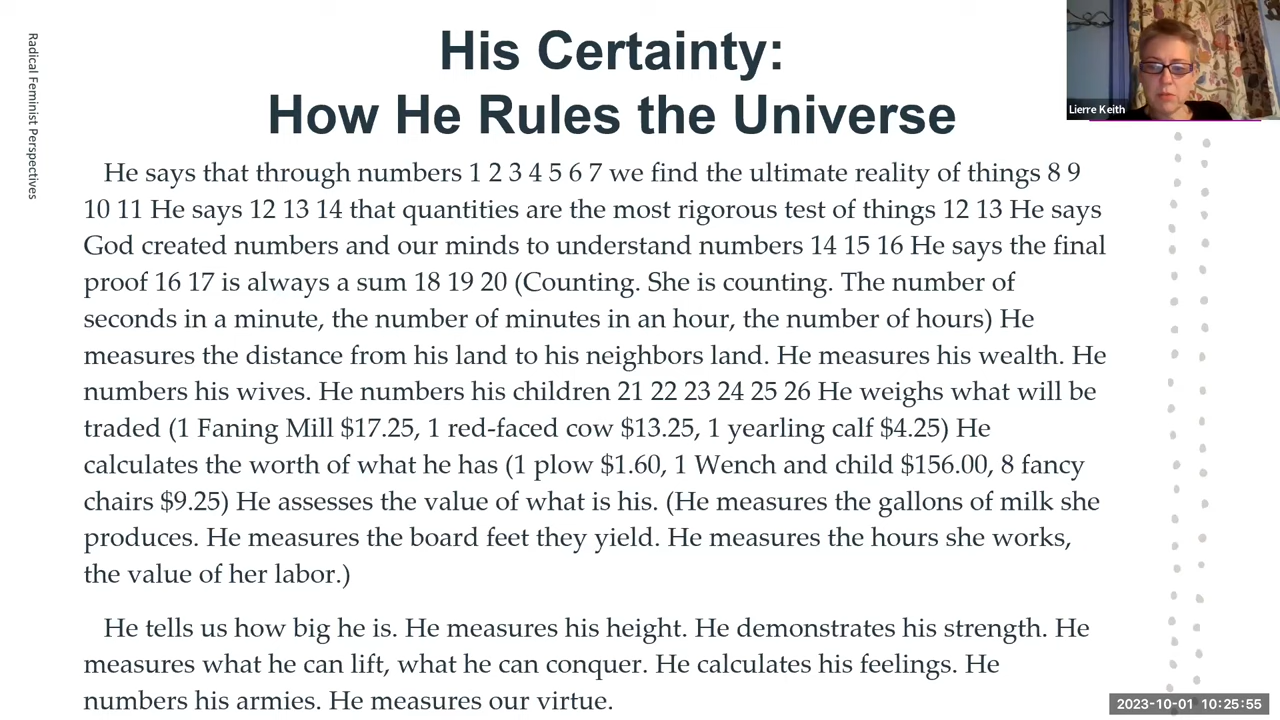 Radical Feminist Perspectives
His Certainty:
How He Rules the Universe
Lierre Keith
He says that through numbers 1 2 3 4 5 6 7 we find the ultimate reality of things 8 9
10 11 He says 12 13 14 that quantities are the most rigorous test of things 12 13 He says
God created numbers and our minds to understand numbers 14 15 16 He says the final
proof 16 17 is always a sum 18 19 20 (Counting. She is counting. The number of
seconds in a minute, the number of minutes in an hour, the number of hours) He
measures the distance from his land to his neighbors land. He measures his wealth. He
numbers his wives. He numbers his children 21 22 23 24 25 26 He weighs what will be
traded (1 Faning Mill $17.25, 1 red-faced cow $13.25, 1 yearling calf $4.25) He
calculates the worth of what he has (1 plow $1.60, 1 Wench and child $156.00, 8 fancy
chairs $9.25) He assesses the value of what is his. (He measures the gallons of milk she
produces. He measures the board feet they yield. He measures the hours she works,
the value of her labor.)
He tells us how big he is. He measures his height. He demonstrates his strength. He
measures what he can lift, what he can conquer. He calculates his feelings. He
numbers his armies. He measures our virtue.
2023-10-01 10:25:55